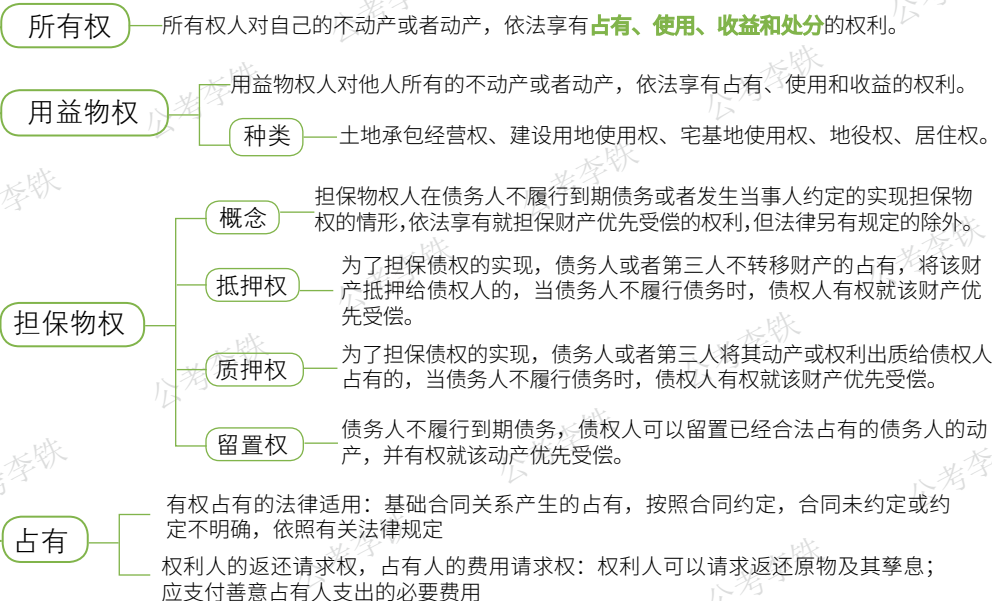 所有权
所有权人对自己的不动产或者动产，依法享有占有、使用、收益和处分的权利。
用益物权
用益物权人对他人所有的不动产或者动产，依法享有占有、使用和收益的权利。
种类
土地承包经营权、建设用地使用权、宅基地使用权、地役权、居住权。
担保物权
概念
担保物权人在债务人不履行到期债务或者发生当事人约定的实现担保物
权的情形，依法享有就担保财产优先受偿的权利，但法律另有规定的除外。
抵押权
为了担保债权的实现，债务人或者第三人不转移财产的占有，将该财
产抵押给债权人的，当债务人不履行债务时，债权人有权就该财产优
先受偿。
质押权
为了担保债权的实现，债务人或者第三人将其动产或权利出质给债权人
占有的，当债务人不履行债务时，债权人有权就该财产优先受偿。
留置权
债务人不履行到期债务，债权人可以留置已经合法占有的债务人的动
产，并有权就该动产优先受偿。
占有
有权占有的法律适用：基础合同关系产生的占有，按照合同约定，合同未约定或约
定不明确，依照有关法律规定
权利人的返还请求权，占有人的费用请求权：权利人可以请求返还原物及其孳息；
应支付善意占有人支出的必要费用
公考李铁